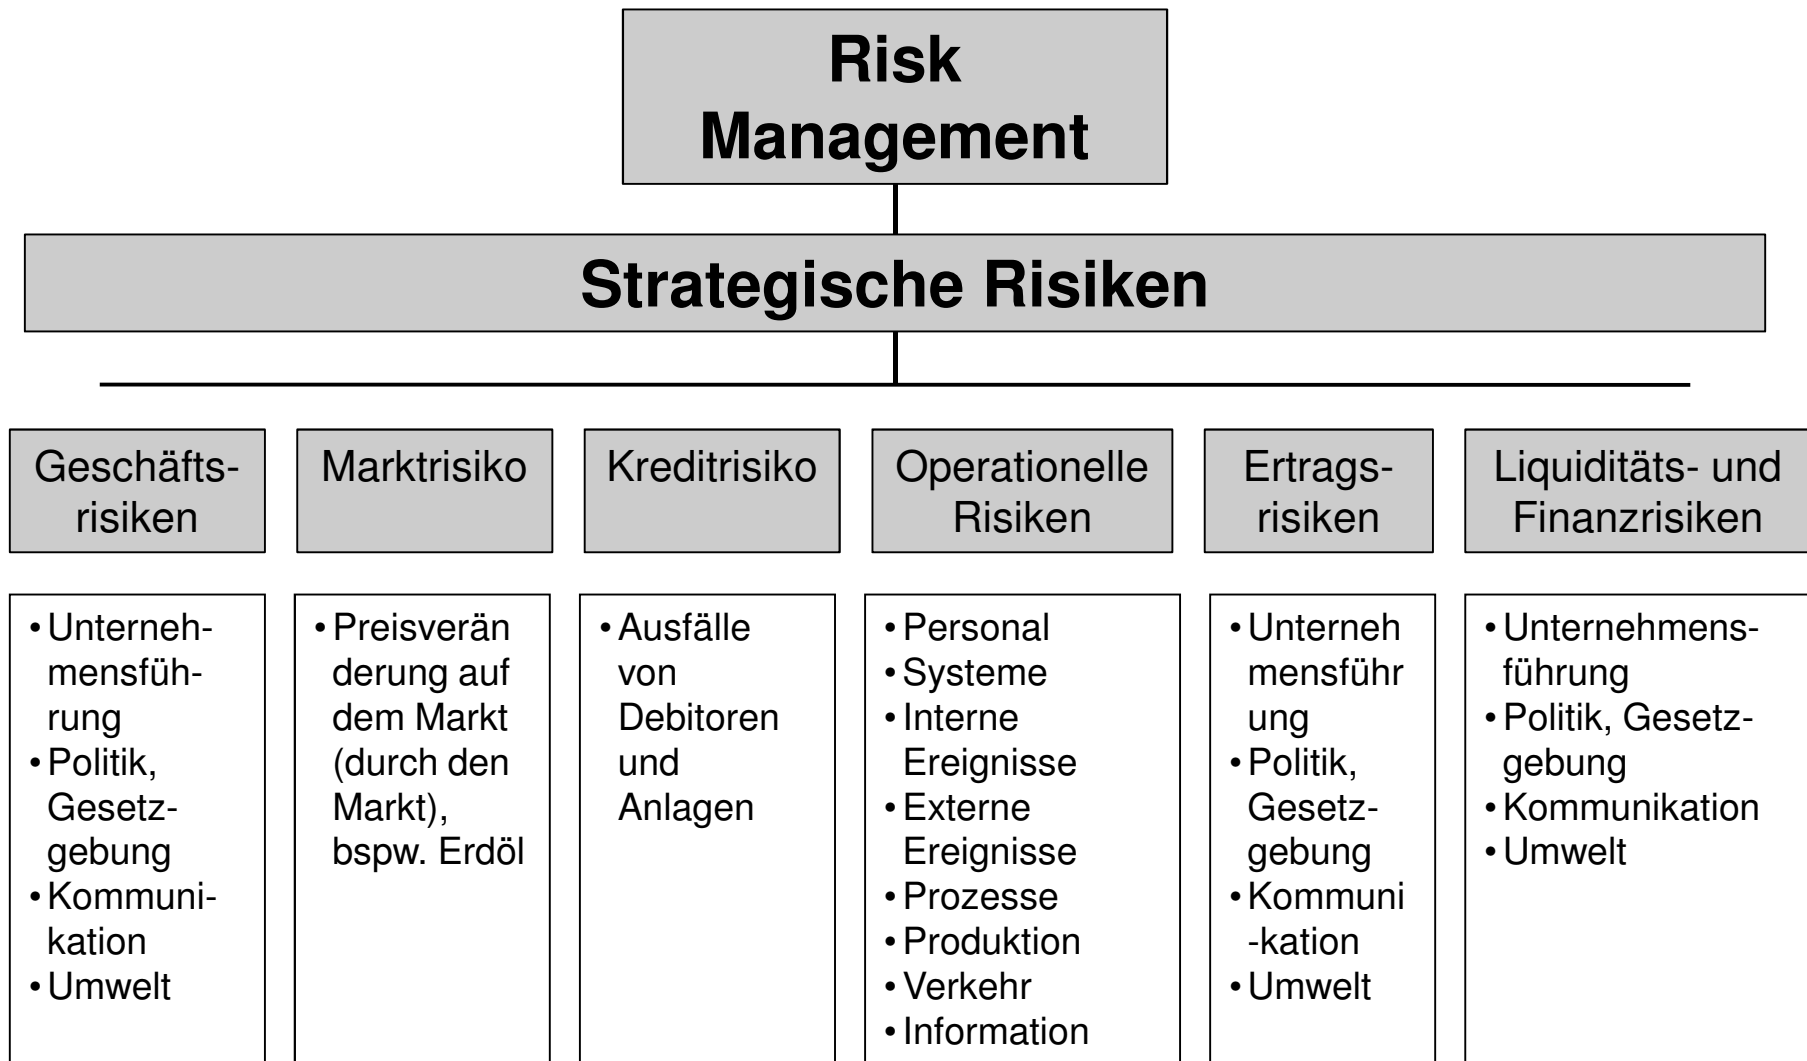 Risk
Management
Strategische Risiken
Geschäfts-
risiken
Marktrisiko
Kreditrisiko
Operationelle
Risiken
Ertrags-
risiken
Liquiditäts- und
Finanzrisiken
• Unterneh-
mensfüh-
rung
• Politik,
Gesetz-
gebung
• Kommuni-
kation
• Umwelt
• Preisverän
derung auf
dem Markt
(durch den
Markt),
bspw. Erdöl
• Ausfälle
von
Debitoren
und
Anlagen
• Personal
• Systeme
• Interne
Ereignisse
• Externe
Ereignisse
• Prozesse
• Produktion
• Verkehr
• Information
• Unterneh
mensführ
ung
• Politik,
Gesetz-
gebung
• Kommuni
-kation
• Umwelt
• Unternehmens-
führung
• Politik, Gesetz-
gebung
• Kommunikation
• Umwelt